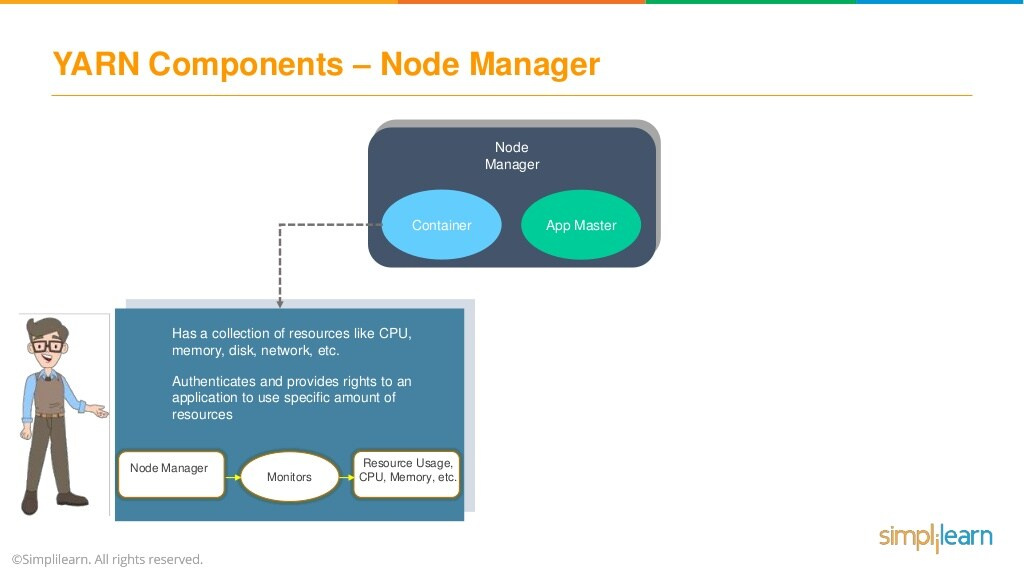 YARN Components – Node Manager
Node
Manager
Container
App Master
Has a collection of resources like CPU,
memory, disk, network, etc.
Authenticates and provides rights to an
application to use specific amount of
resources
Node Manager
Monitors
Resource Usage,
CPU, Memory, etc.
simplilearn
©Simplilearn. All rights reserved.